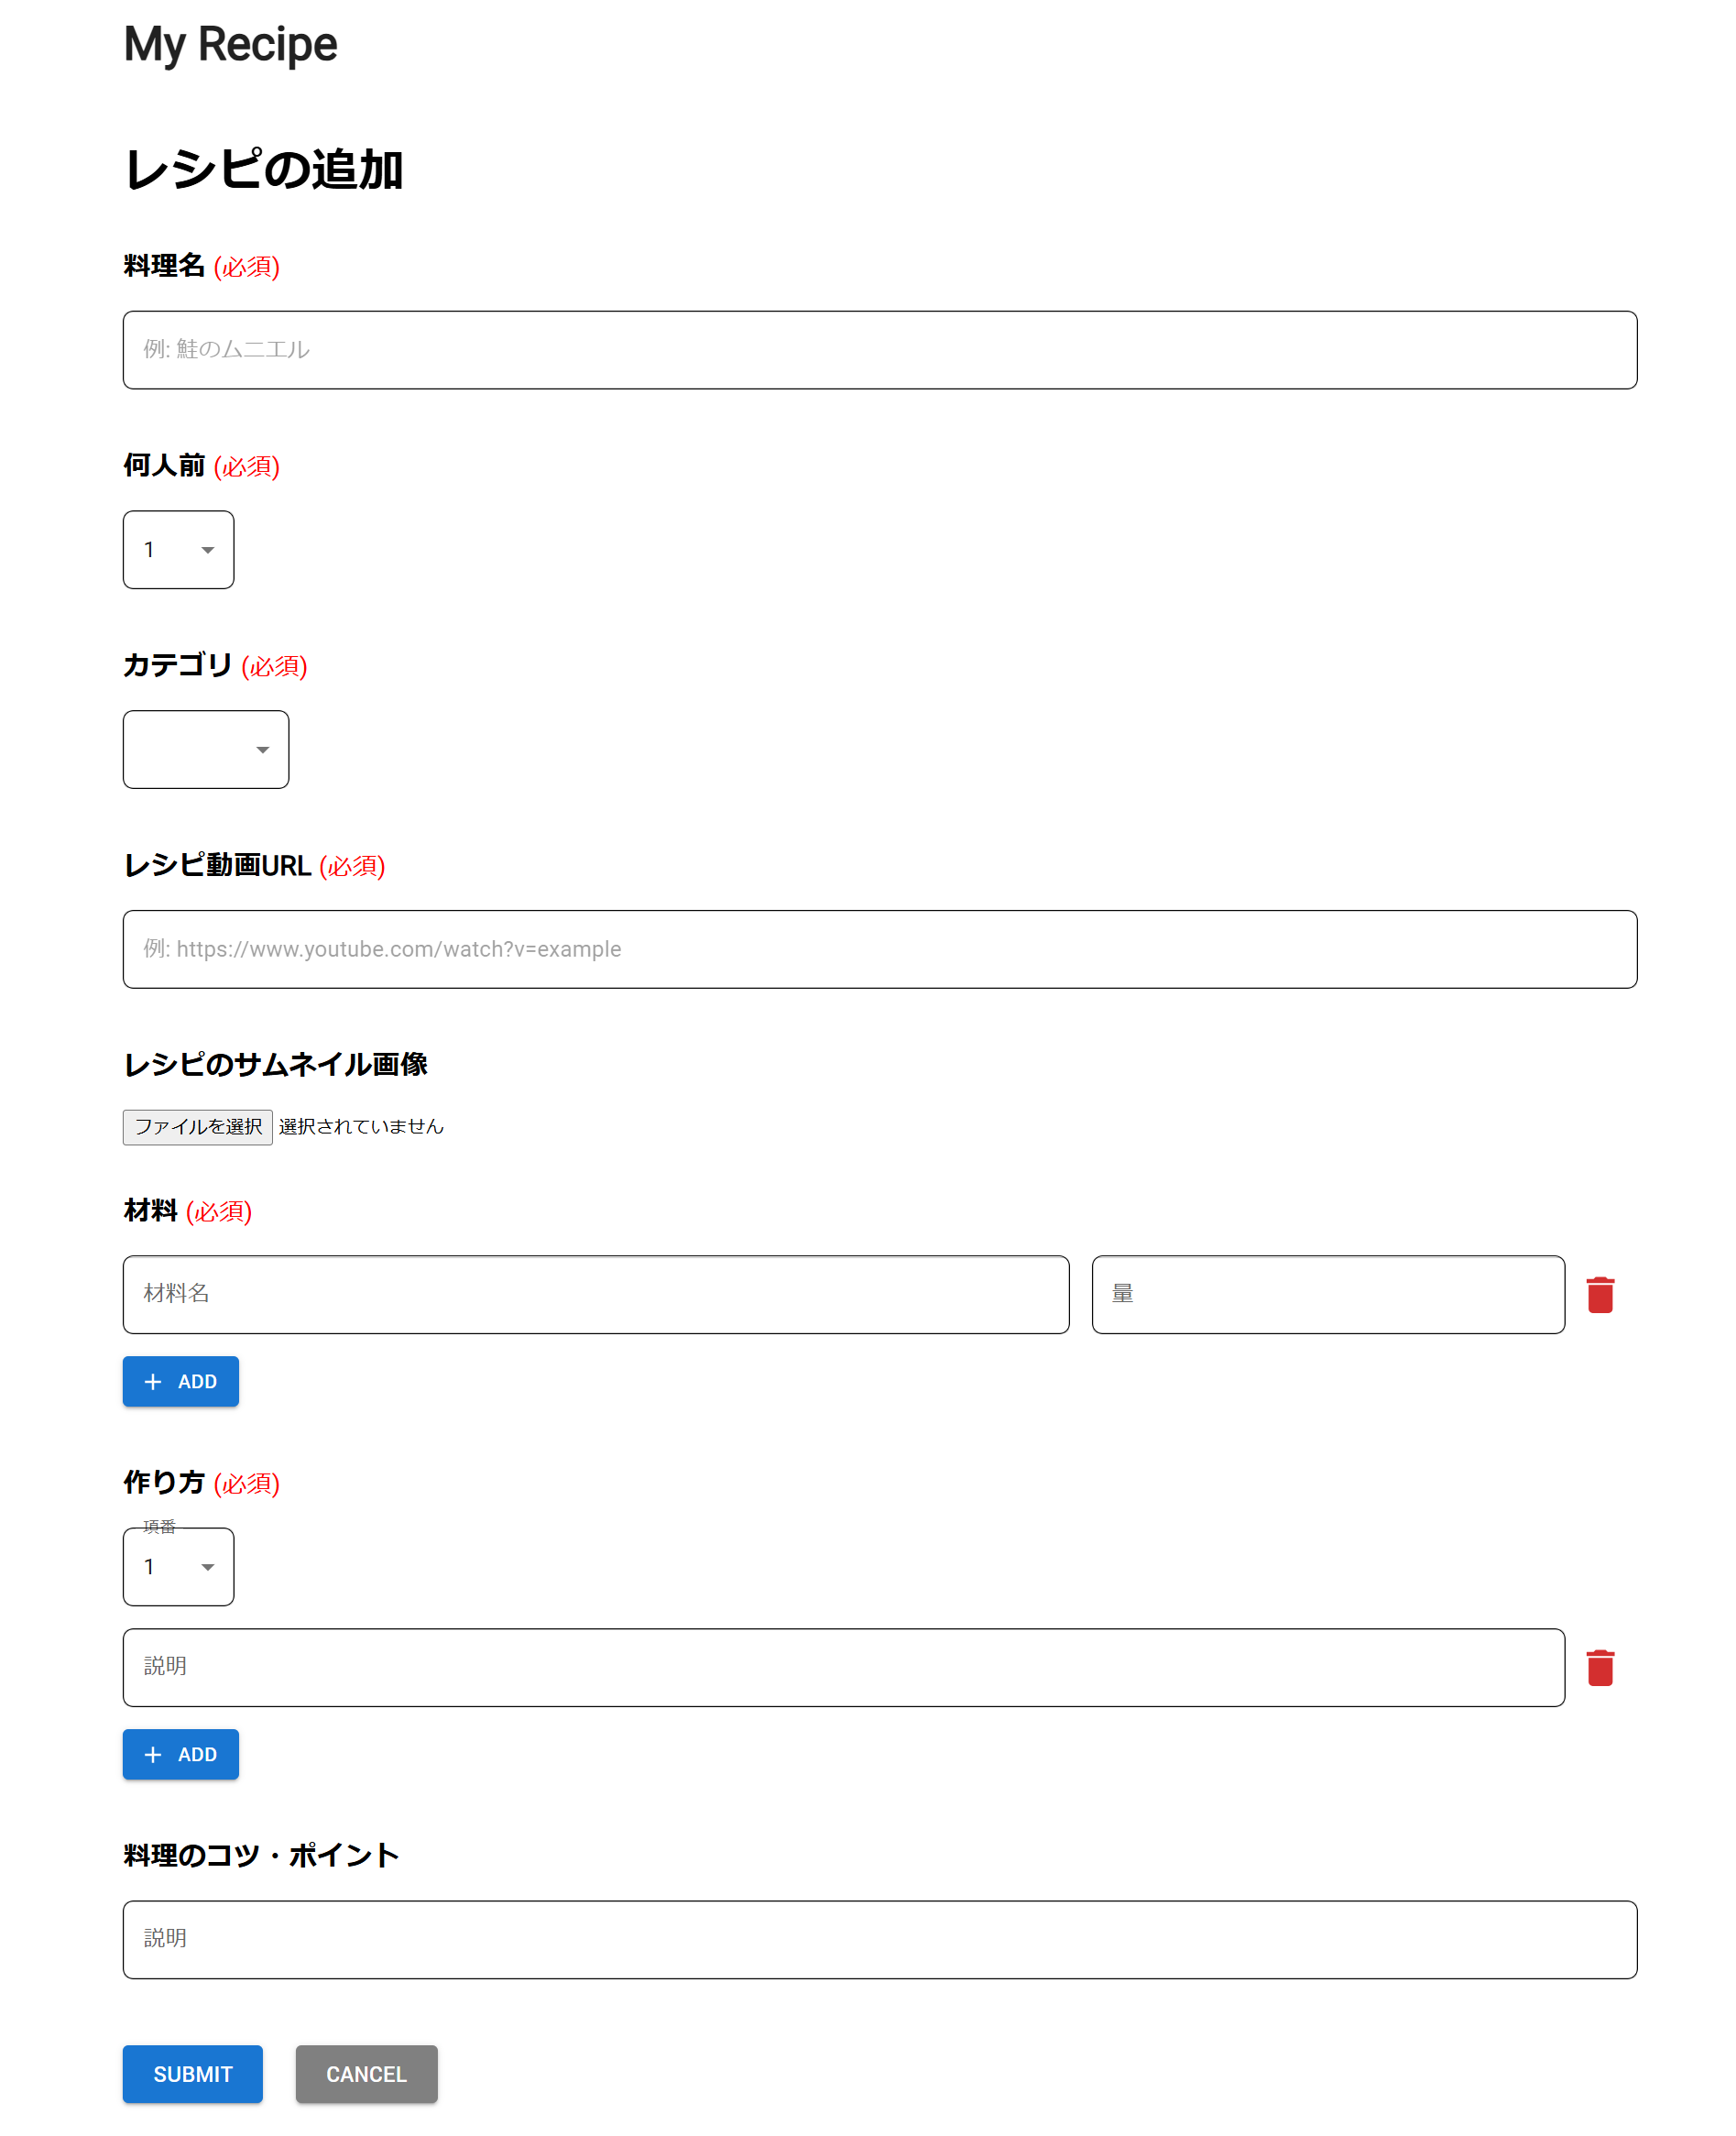 My Recipe
レシピの追加
料理名 (必須)
例: 鮭のムニエル
何人前 (必須)
1
カテゴリ (必須)
レシピ動画URL (必須)
例: https://www.youtube.com/watch?v=example
レシピのサムネイル画像
ファイルを選択 選択されていません
材料 (必須)
材料名 量
+ ADD
作り方 (必須)
項番
1
説明
+ ADD
料理のコツ・ポイント
説明
SUBMIT CANCEL